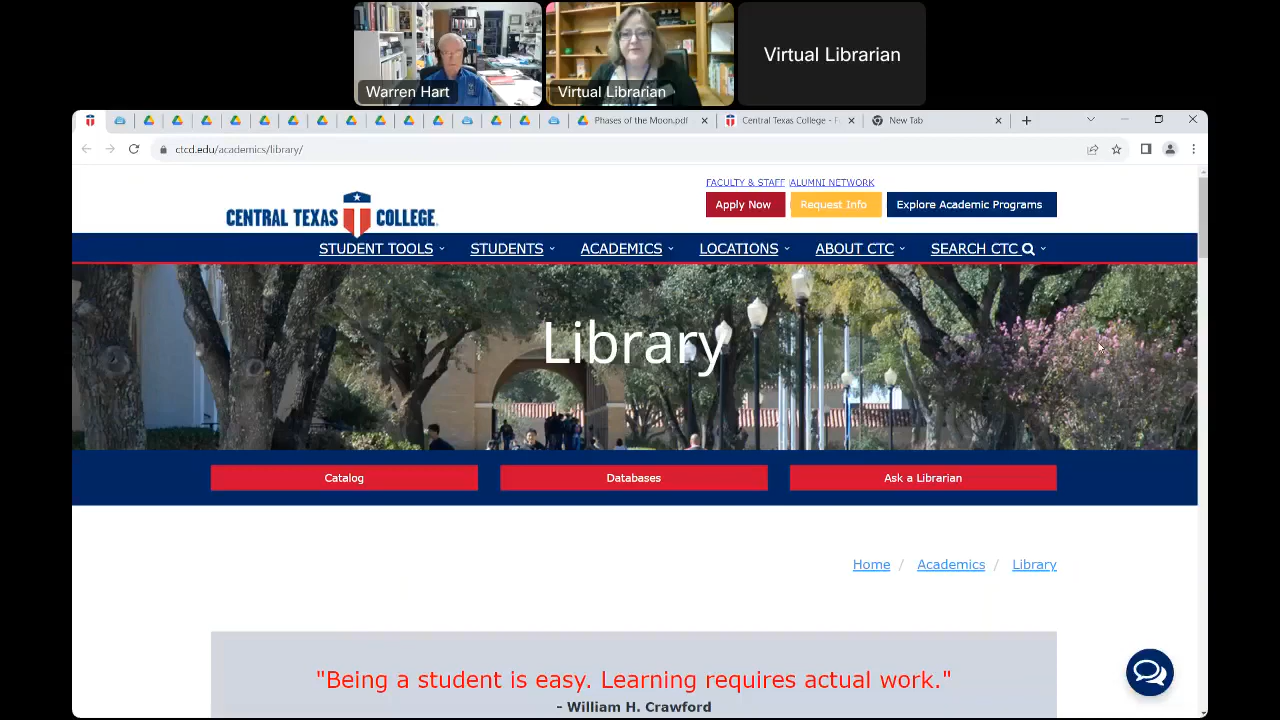 Warren Hart
Virtual Librarian
Virtual Librarian
Phases of the Moon.pdf
Central Texas College - F
New Tab
ctcd.edu/academics/library/
FACULTY & STAFF
ALUMNI NETWORK
CENTRAL TEXAS COLLEGE
Apply Now
Request Info
Explore Academic Programs
STUDENT TOOLS
STUDENTS
ACADEMICS
LOCATIONS
ABOUT CTC
SEARCH CTC
Library
Catalog
Databases
Ask a Librarian
Home / Academics / Library
"Being a student is easy. Learning requires actual work."
- William H. Crawford